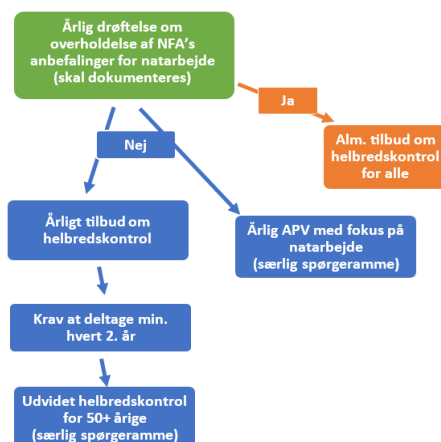 Årlig drøftelse om
overholdelse af NFA's
anbefalinger for natarbejde
(skal dokumenteres)
Ja
Nej
Alm. tilbud om
helbredskontrol
for alle
Årligt tilbud om
helbredskontrol
Årlig APV med fokus på
natarbejde
(særlig spørgeramme)
Krav at deltage min.
hvert 2. år
Udvidet helbredskontrol
for 50+ årige
(særlig spørgeramme)